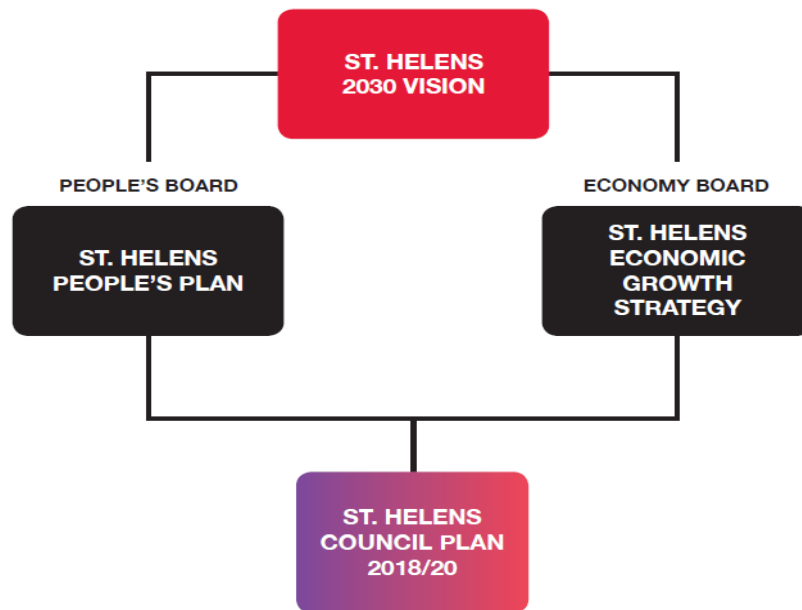 ST. HELENS
2030 VISION
PEOPLE'S BOARD
ST. HELENS
PEOPLE'S PLAN
ECONOMY BOARD
ST. HELENS
ECONOMIC
GROWTH
STRATEGY
ST. HELENS
COUNCIL PLAN
2018/20